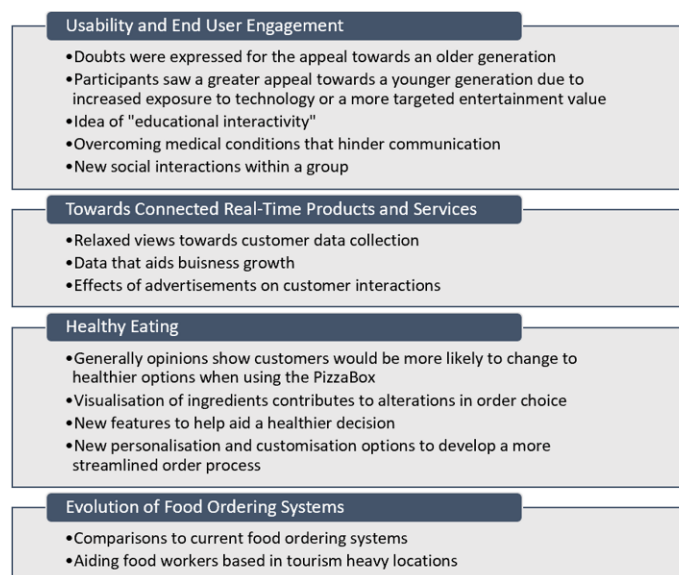 Usability and End User Engagement
•Doubts were expressed for the appeal towards an older generation
•Participants saw a greater appeal towards a younger generation due to
increased exposure to technology or a more targeted entertainment value
•Idea of "educational interactivity"
•Overcoming medical conditions that hinder communication
•New social interactions within a group
Towards Connected Real-Time Products and Services
•Relaxed views towards customer data collection
•Data that aids buisness growth
•Effects of advertisements on customer interactions
Healthy Eating
•Generally opinions show customers would be more likely to change to
healthier options when using the PizzaBox
•Visualisation of ingredients contributes to alterations in order choice
•New features to help aid a healthier decision
•New personalisation and customisation options to develop a more
streamlined order process
Evolution of Food Ordering Systems
•Comparisons to current food ordering systems
•Aiding food workers based in tourism heavy locations